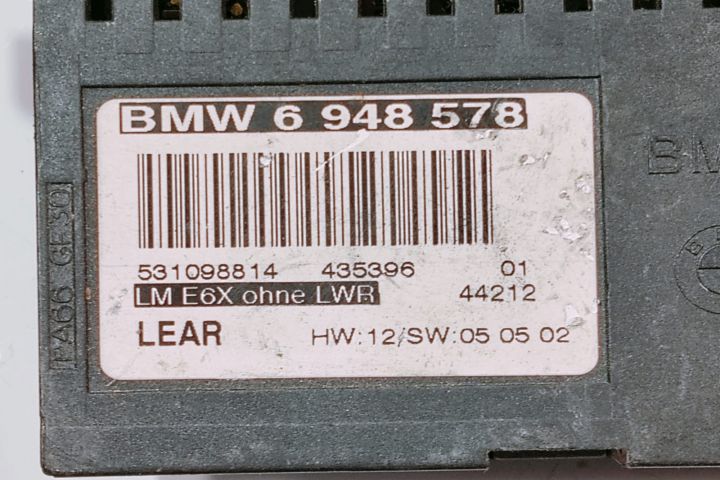 BMW 6 948 578
531098814 435396 01
LM E6X ohne LWR 44212
LEAR HW:12/SW:05 05 02
PA66 GF30
BM